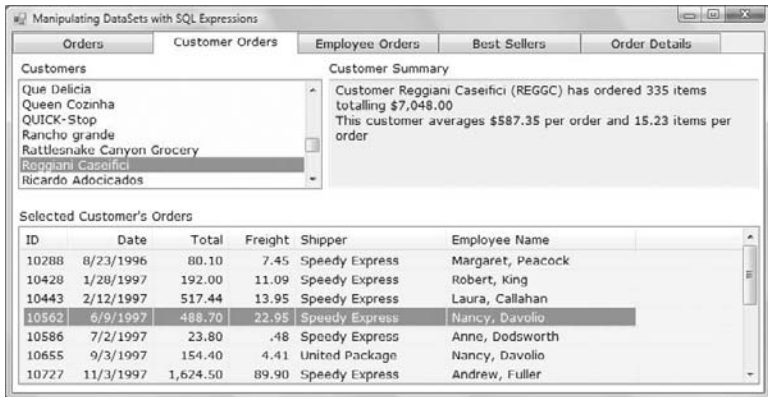 Manipulating DataSets with SQL Expressions
Orders Customer Orders Employee Orders Best Sellers Order Details
Customers
Que Delícia
Queen Cozinha
QUICK-Stop
Rancho grande
Rattlesnake Canyon Grocery
Reggiani Caseifici
Ricardo Adocicados
Customer Summary
Customer Reggiani Caseifici (REGGC) has ordered 335 items
totalling $7,048.00
This customer averages $587.35 per order and 15.23 items per
order
Selected Customer's Orders
ID Date Total Freight Shipper Employee Name
10288 8/23/1996 80.10 7.45 Speedy Express Margaret, Peacock
10428 1/28/1997 192.00 11.09 Speedy Express Robert, King
10443 2/12/1997 517.44 13.95 Speedy Express Laura, Callahan
10562 6/9/1997 488.70 22.95 Speedy Express Nancy, Davolio
10586 7/2/1997 23.80 .48 Speedy Express Anne, Dodsworth
10655 9/3/1997 154.40 4.41 United Package Nancy, Davolio
10727 11/3/1997 1,624.50 89.90 Speedy Express Andrew, Fuller